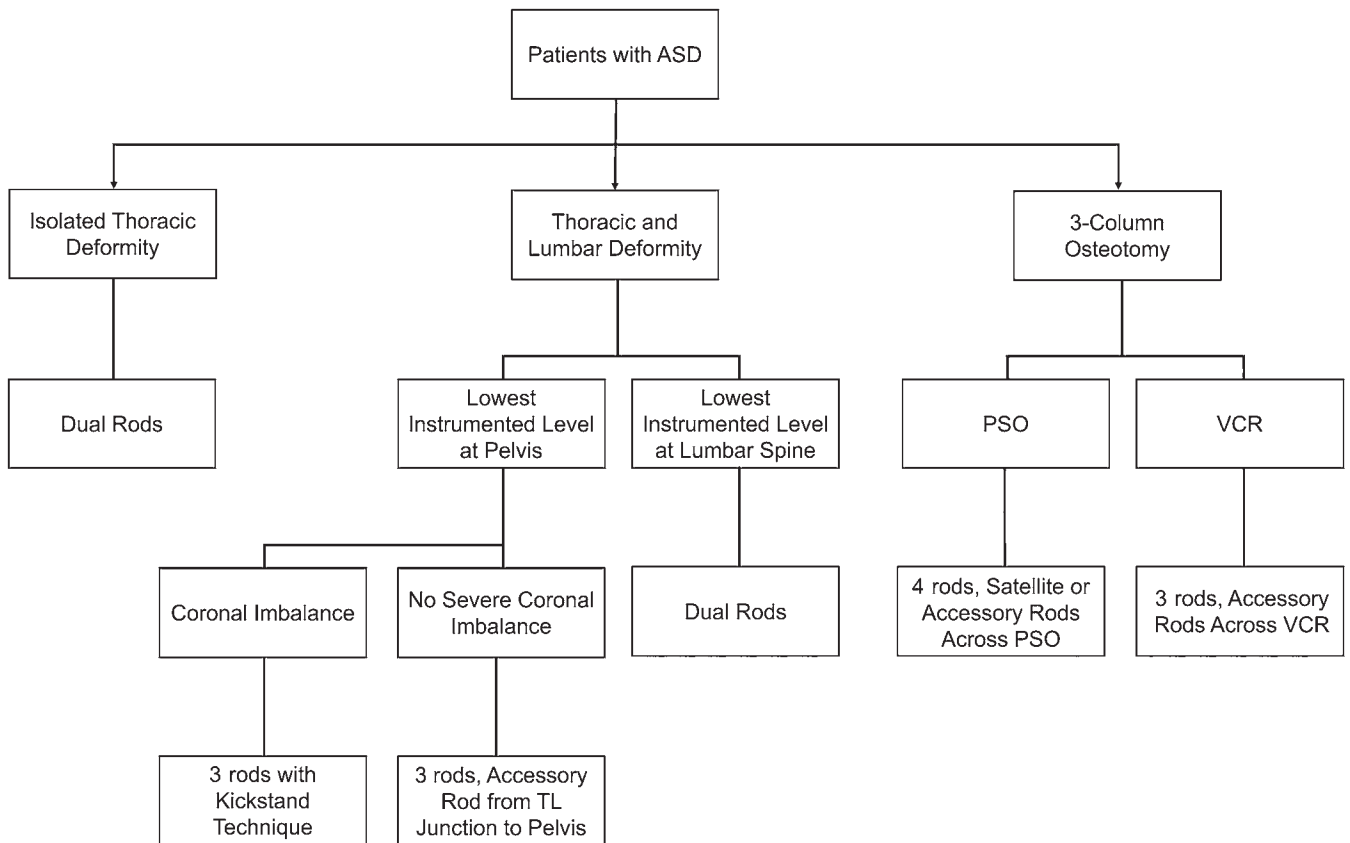 Patients with ASD
Isolated Thoracic
Deformity
Thoracic and
Lumbar Deformity
3-Column
Osteotomy
Dual Rods
Lowest
Instrumented Level
at Pelvis
Lowest
Instrumented Level
at Lumbar Spine
PSO
VCR
Coronal Imbalance
No Severe Coronal
Imbalance
Dual Rods
4 rods, Satellite or
Accessory Rods
Across PSO
3 rods, Accessory
Rods Across VCR
3 rods with
Kickstand
Technique
3 rods, Accessory
Rod from TL
Junction to Pelvis